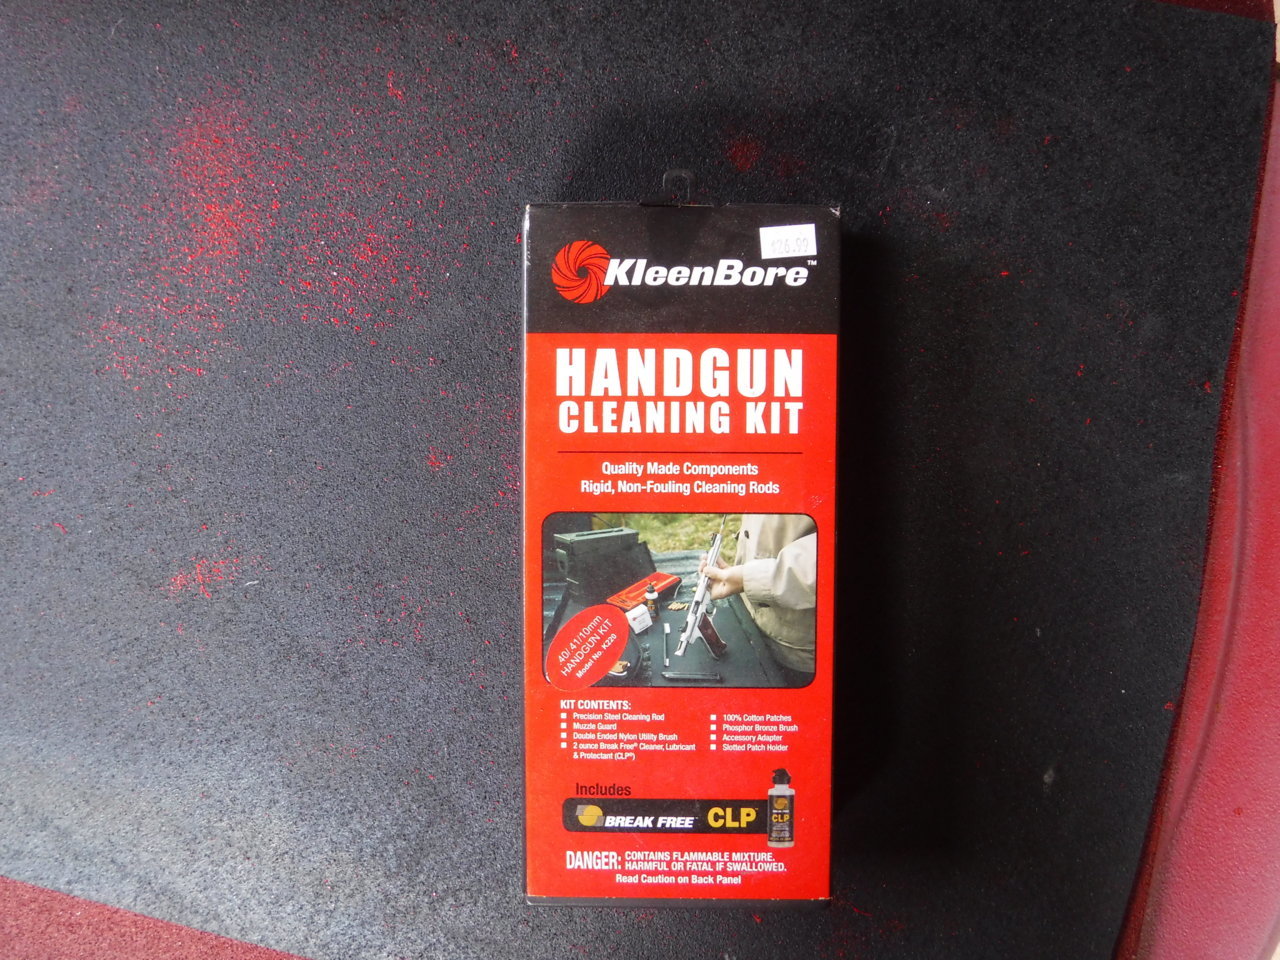 $26.99
KleenBore™
HANDGUN
CLEANING KIT
Quality Made Components
Rigid, Non-Fouling Cleaning Rods
40/.41/10mm
HANDGUN KIT
Model No. K220
KIT CONTENTS:
Precision Steel Cleaning Rod
Muzzle Guard
Double Ended Nylon Utility Brush
2 ounce Break Free® Cleaner, Lubricant
& Protectant (CLP®)
100% Cotton Patches
Phosphor Bronze Brush
Accessory Adapter
Slotted Patch Holder
Includes
BREAK FREE™ CLP
BREAK FREE
CLP
DANGER: CONTAINS FLAMMABLE MIXTURE.
HARMFUL OR FATAL IF SWALLOWED.
Read Caution on Back Panel